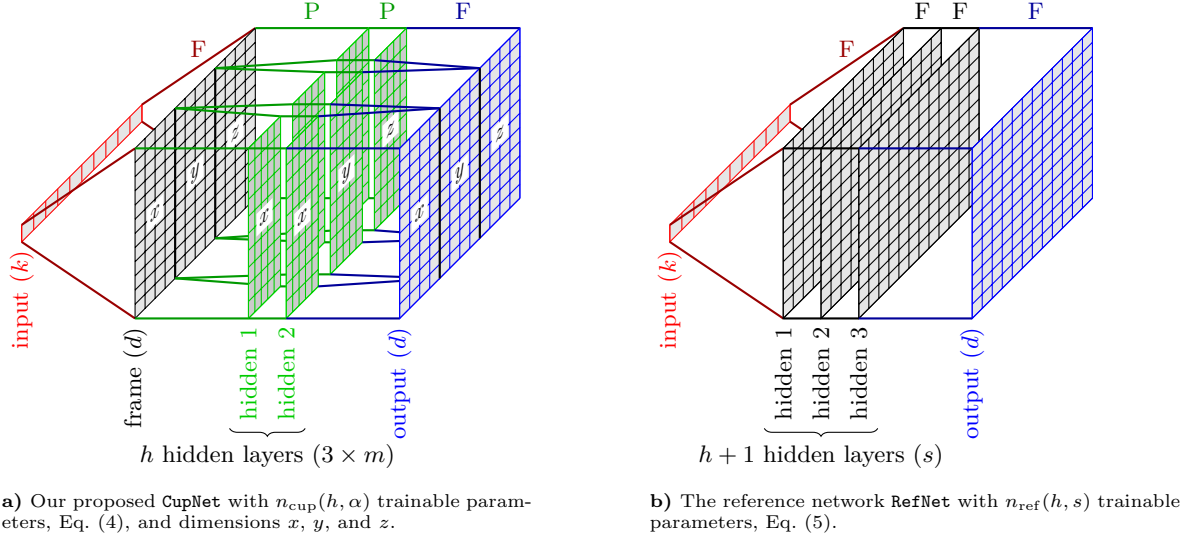 P P F
F
z
y
x
z
y
x
x
z
y
x
input (k)
frame (d)
hidden 1
hidden 2
output (d)
h hidden layers (3 × m)
a) Our proposed CupNet with n_cup(h, α) trainable param-
eters, Eq. (4), and dimensions x, y, and z.
F F F
F
input (k)
hidden 1
hidden 2
hidden 3
output (d)
h + 1 hidden layers (s)
b) The reference network RefNet with n_ref(h, s) trainable
parameters, Eq. (5).